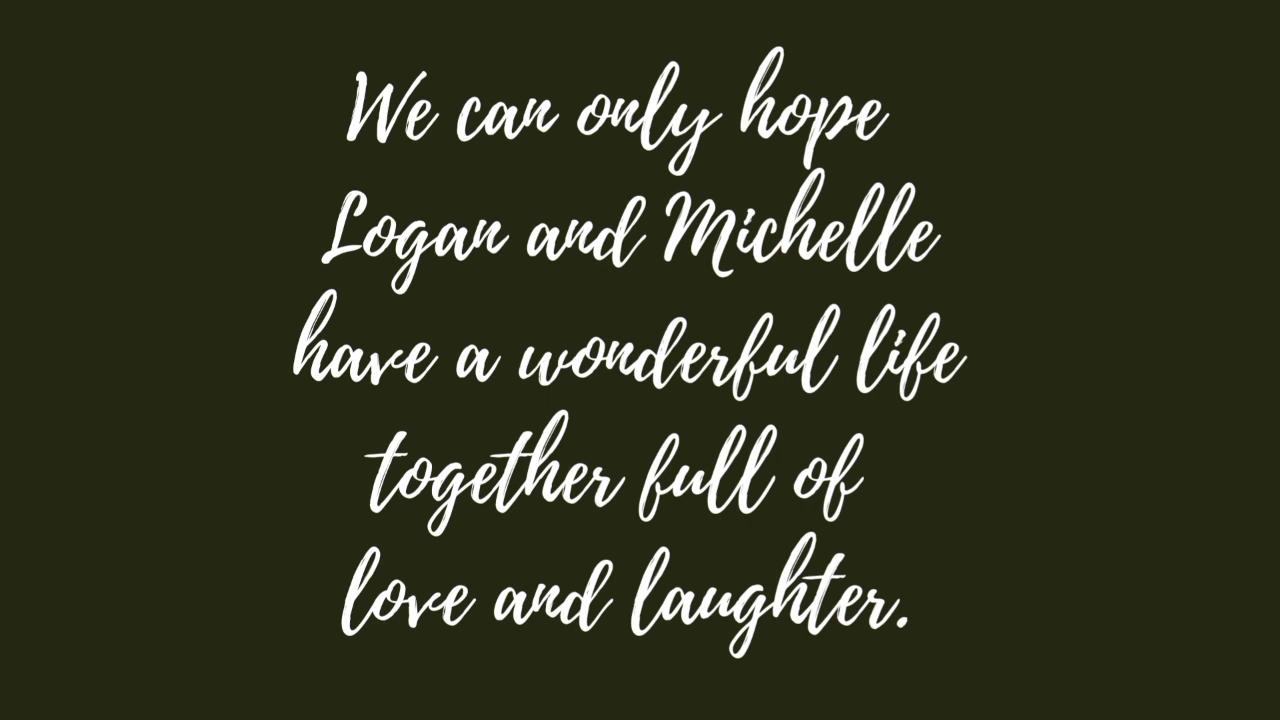 We can only hope
Logan and Michelle
have a wonderful life
together full of
love and laughter.